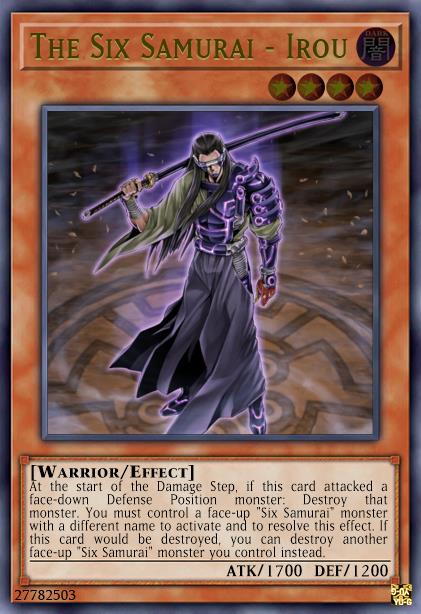 The Six Samurai - Irou
DARK
闇
[Warrior/Effect]
At the start of the Damage Step, if this card attacked a
face-down Defense Position monster: Destroy that
monster. You must control a face-up "Six Samurai" monster
with a different name to activate and to resolve this effect. If
this card would be destroyed, you can destroy another
face-up "Six Samurai" monster you control instead.
ATK/1700 DEF/1200
27782503